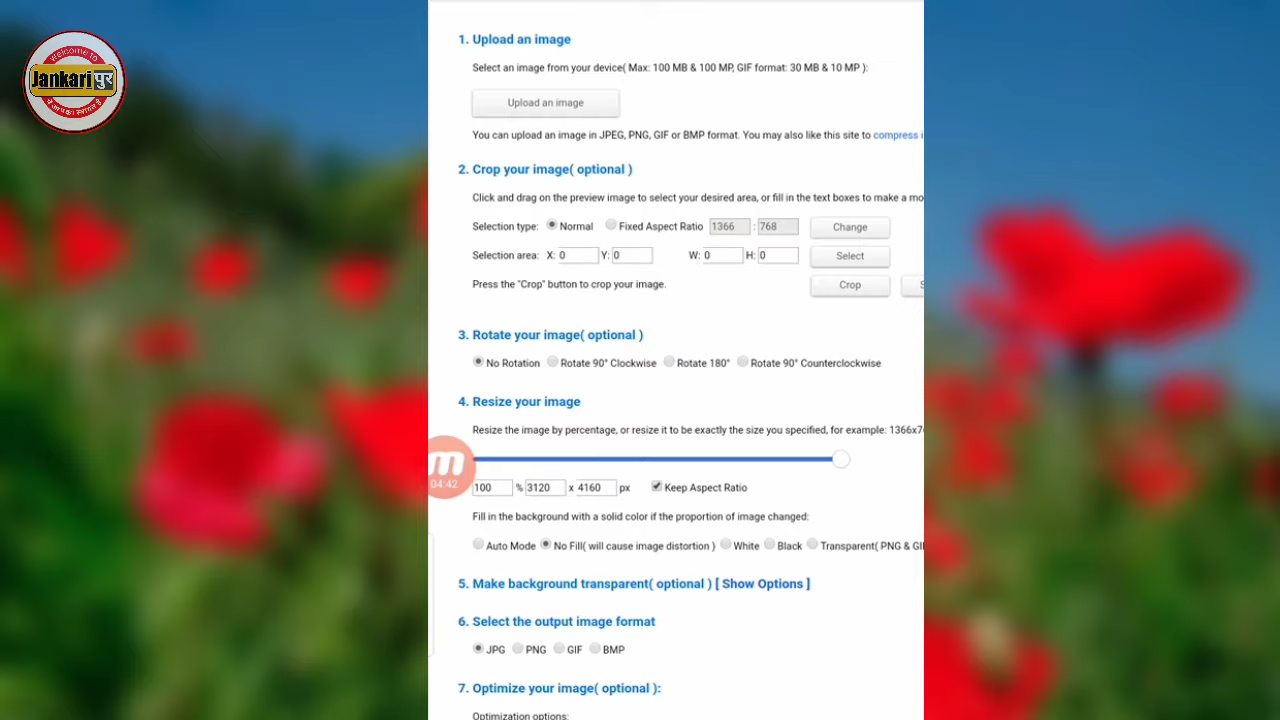 Welcome to
Jankari पुर
में आपका स्वागत है
1. Upload an image
Select an image from your device( Max: 100 MB & 100 MP, GIF format: 30 MB & 10 MP ):
Upload an image
You can upload an image in JPEG, PNG, GIF or BMP format. You may also like this site to compress i
2. Crop your image( optional )
Click and drag on the preview image to select your desired area, or fill in the text boxes to make a mo
Selection type: Normal Fixed Aspect Ratio 1366 : 768 Change
Selection area: X: 0 Y: 0 W: 0 H: 0 Select
Press the "Crop" button to crop your image. Crop S
3. Rotate your image( optional )
No Rotation Rotate 90° Clockwise Rotate 180° Rotate 90° Counterclockwise
4. Resize your image
Resize the image by percentage, or resize it to be exactly the size you specified, for example: 1366x7
04:42
100 % 3120 x 4160 px Keep Aspect Ratio
Fill in the background with a solid color if the proportion of image changed:
Auto Mode No Fill( will cause image distortion ) White Black Transparent( PNG & GI
5. Make background transparent( optional ) [ Show Options ]
6. Select the output image format
JPG PNG GIF BMP
7. Optimize your image( optional ):
Optimization options: